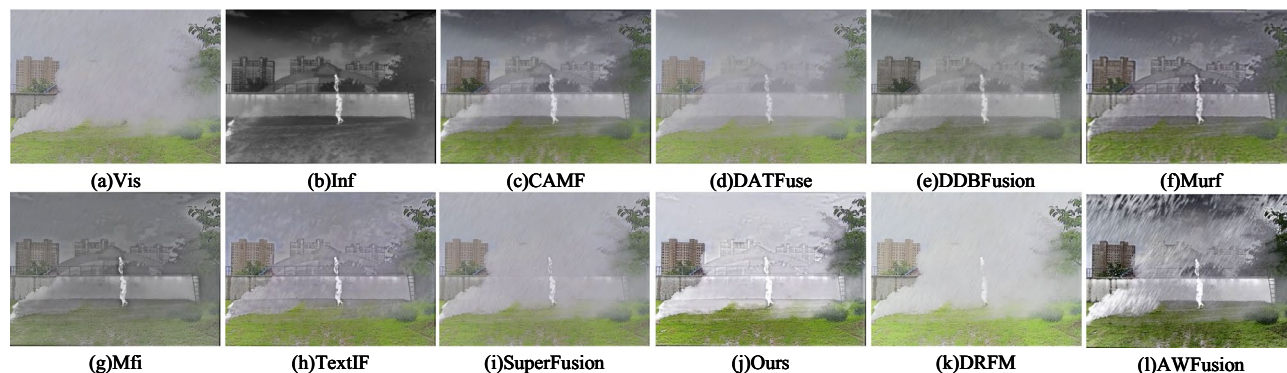 (a)Vis (b)Inf (c)CAMF (d)DATFuse (e)DDBFusion (f)Murf
(g)Mfi (h)TextIF (i)SuperFusion (j)Ours (k)DRFM (l)AWFusion